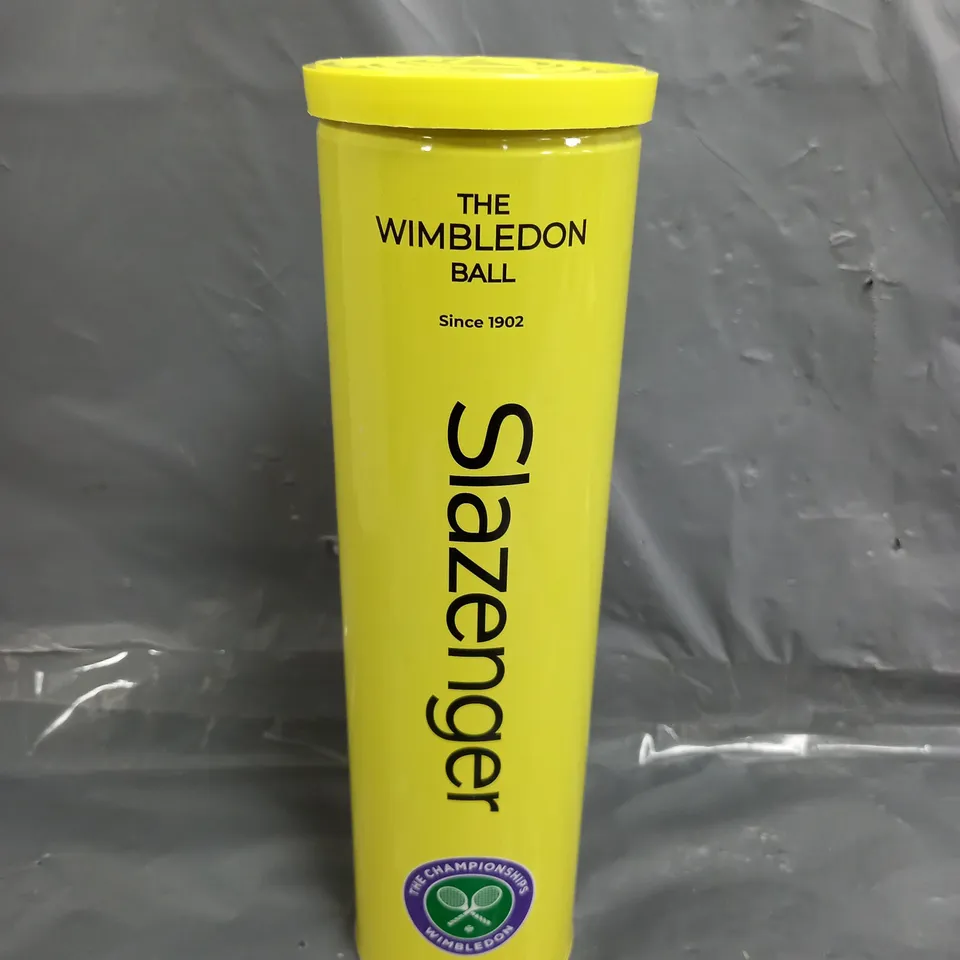 THE
WIMBLEDON
BALL
Since 1902
Slazenger
THE CHAMPIONSHIPS
WIMBLEDON